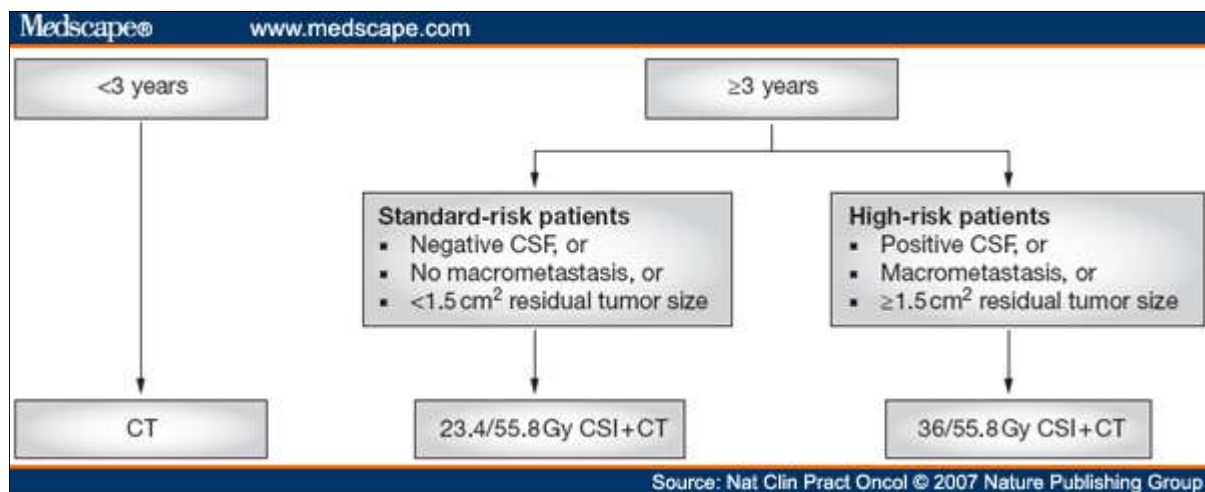 Medscape® www.medscape.com
<3 years
≥3 years
Standard-risk patients
▪ Negative CSF, or
▪ No macrometastasis, or
▪ <1.5 cm² residual tumor size
High-risk patients
▪ Positive CSF, or
▪ Macrometastasis, or
▪ ≥1.5 cm² residual tumor size
CT
23.4/55.8 Gy CSI+CT
36/55.8 Gy CSI+CT
Source: Nat Clin Pract Oncol © 2007 Nature Publishing Group